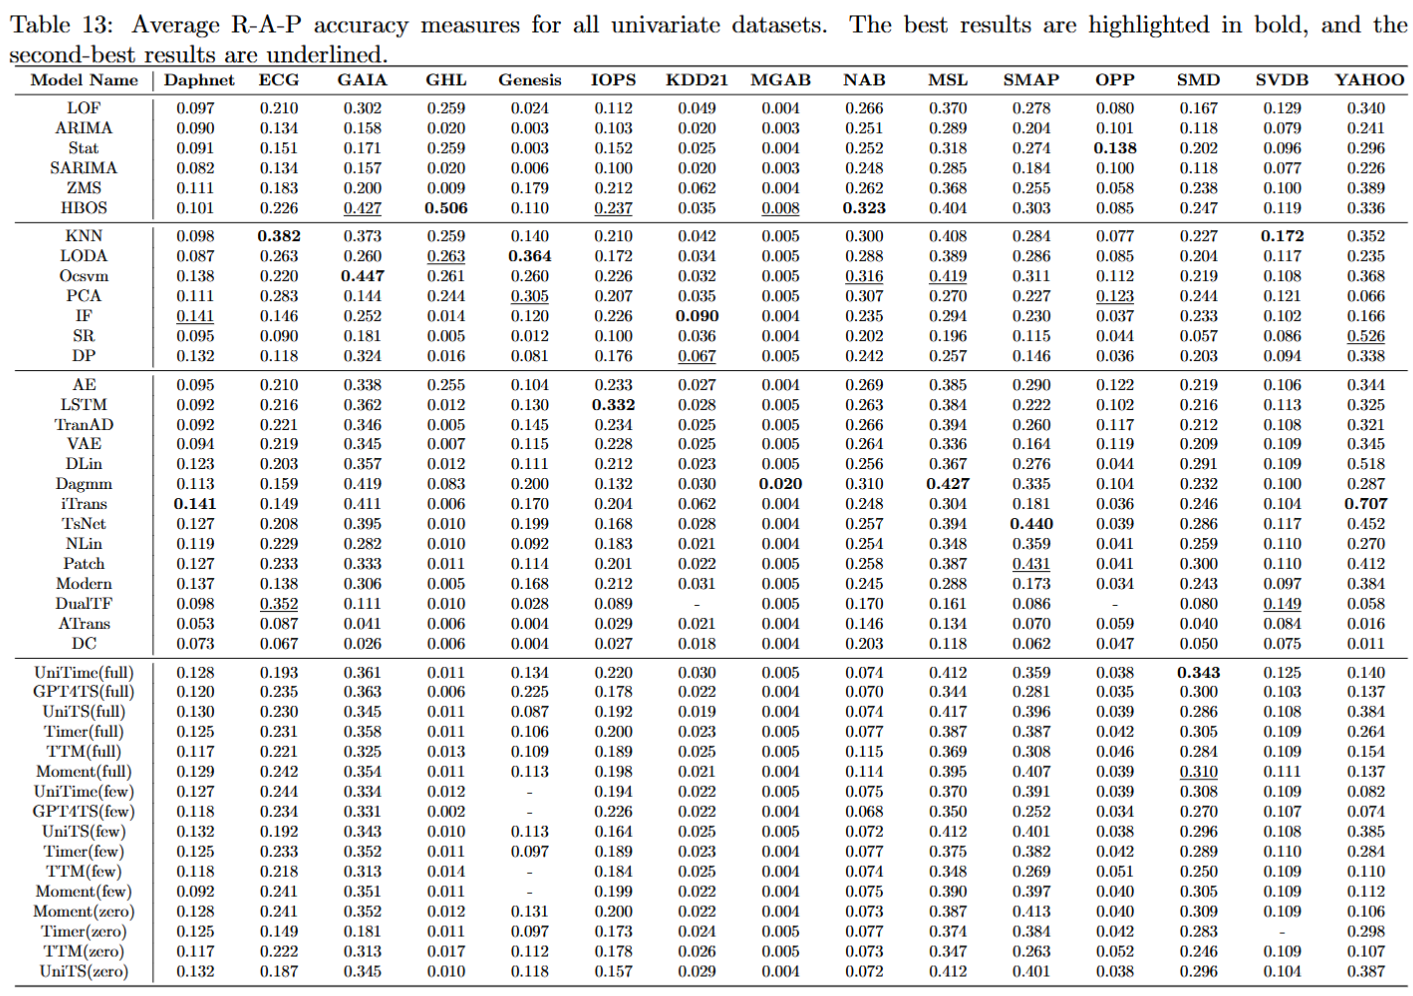 Table 13: Average R-A-P accuracy measures for all univariate datasets. The best results are highlighted in bold, and the
second-best results are underlined.
Model Name Daphnet ECG GAIA GHL Genesis IOPS KDD21 MGAB NAB MSL SMAP OPP SMD SVDB YAHOO
LOF 0.097 0.210 0.302 0.259 0.024 0.112 0.049 0.004 0.266 0.370 0.278 0.080 0.167 0.129 0.340
ARIMA 0.090 0.134 0.158 0.020 0.003 0.103 0.020 0.003 0.251 0.289 0.204 0.101 0.118 0.079 0.241
Stat 0.091 0.151 0.171 0.259 0.003 0.152 0.025 0.004 0.252 0.318 0.274 0.138 0.202 0.096 0.296
SARIMA 0.082 0.134 0.157 0.020 0.006 0.100 0.020 0.003 0.248 0.285 0.184 0.100 0.118 0.077 0.226
ZMS 0.111 0.183 0.200 0.009 0.179 0.212 0.062 0.004 0.262 0.368 0.255 0.058 0.238 0.100 0.389
HBOS 0.101 0.226 0.427 0.506 0.110 0.237 0.035 0.008 0.323 0.404 0.303 0.085 0.247 0.119 0.336
KNN 0.098 0.382 0.373 0.259 0.140 0.210 0.042 0.005 0.300 0.408 0.284 0.077 0.227 0.172 0.352
LODA 0.087 0.263 0.260 0.263 0.364 0.172 0.034 0.005 0.288 0.389 0.286 0.085 0.204 0.117 0.235
Ocsvm 0.138 0.220 0.447 0.261 0.260 0.226 0.032 0.005 0.316 0.419 0.311 0.112 0.219 0.108 0.368
PCA 0.111 0.283 0.144 0.244 0.305 0.207 0.035 0.005 0.307 0.270 0.227 0.123 0.244 0.121 0.066
IF 0.141 0.146 0.252 0.014 0.120 0.226 0.090 0.004 0.235 0.294 0.230 0.037 0.233 0.102 0.166
SR 0.095 0.090 0.181 0.005 0.012 0.100 0.036 0.004 0.202 0.196 0.115 0.044 0.057 0.086 0.526
DP 0.132 0.118 0.324 0.016 0.081 0.176 0.067 0.005 0.242 0.257 0.146 0.036 0.203 0.094 0.338
AE 0.095 0.210 0.338 0.255 0.104 0.233 0.027 0.004 0.269 0.385 0.290 0.122 0.219 0.106 0.344
LSTM 0.092 0.216 0.362 0.012 0.130 0.332 0.028 0.005 0.263 0.384 0.222 0.102 0.216 0.113 0.325
TranAD 0.092 0.221 0.346 0.005 0.145 0.234 0.025 0.005 0.266 0.394 0.260 0.117 0.212 0.108 0.321
VAE 0.094 0.219 0.345 0.007 0.115 0.228 0.025 0.005 0.264 0.336 0.164 0.119 0.209 0.109 0.345
DLin 0.123 0.203 0.357 0.012 0.111 0.212 0.023 0.005 0.256 0.367 0.276 0.044 0.291 0.109 0.518
Dagmm 0.113 0.159 0.419 0.083 0.200 0.132 0.030 0.020 0.310 0.427 0.335 0.104 0.232 0.100 0.287
iTrans 0.141 0.149 0.411 0.006 0.170 0.204 0.062 0.004 0.248 0.304 0.181 0.036 0.246 0.104 0.707
TsNet 0.127 0.208 0.395 0.010 0.199 0.168 0.028 0.004 0.257 0.394 0.440 0.039 0.286 0.117 0.452
NLin 0.119 0.229 0.282 0.010 0.092 0.183 0.021 0.004 0.254 0.348 0.359 0.041 0.259 0.110 0.270
Patch 0.127 0.233 0.333 0.011 0.114 0.201 0.022 0.005 0.258 0.387 0.431 0.041 0.300 0.110 0.412
Modern 0.137 0.138 0.306 0.005 0.168 0.212 0.031 0.005 0.245 0.288 0.173 0.034 0.243 0.097 0.384
DualTF 0.098 0.352 0.111 0.010 0.028 0.089 - 0.005 0.170 0.161 0.086 - 0.080 0.149 0.058
ATrans 0.053 0.087 0.041 0.006 0.004 0.029 0.021 0.004 0.146 0.134 0.070 0.059 0.040 0.084 0.016
DC 0.073 0.067 0.026 0.006 0.004 0.027 0.018 0.004 0.203 0.118 0.062 0.047 0.050 0.075 0.011
UniTime(full) 0.128 0.193 0.361 0.011 0.134 0.220 0.030 0.005 0.074 0.412 0.359 0.038 0.343 0.125 0.140
GPT4TS(full) 0.120 0.235 0.363 0.006 0.225 0.178 0.022 0.004 0.070 0.344 0.281 0.035 0.300 0.103 0.137
UniTS(full) 0.130 0.230 0.345 0.011 0.087 0.192 0.019 0.004 0.074 0.417 0.396 0.039 0.286 0.108 0.384
Timer(full) 0.125 0.231 0.358 0.011 0.106 0.200 0.023 0.005 0.077 0.387 0.387 0.042 0.305 0.109 0.264
TTM(full) 0.117 0.221 0.325 0.013 0.109 0.189 0.025 0.005 0.115 0.369 0.308 0.046 0.284 0.109 0.154
Moment(full) 0.129 0.242 0.354 0.011 0.113 0.198 0.021 0.004 0.114 0.395 0.407 0.039 0.310 0.111 0.137
UniTime(few) 0.127 0.244 0.334 0.012 - 0.194 0.022 0.005 0.075 0.370 0.391 0.039 0.308 0.109 0.082
GPT4TS(few) 0.118 0.234 0.331 0.002 - 0.226 0.022 0.004 0.068 0.350 0.252 0.034 0.270 0.107 0.074
UniTS(few) 0.132 0.192 0.343 0.010 0.113 0.164 0.025 0.005 0.072 0.412 0.401 0.038 0.296 0.108 0.385
Timer(few) 0.125 0.233 0.352 0.011 0.097 0.189 0.023 0.004 0.077 0.375 0.382 0.042 0.289 0.110 0.284
TTM(few) 0.118 0.218 0.313 0.014 - 0.184 0.025 0.004 0.074 0.348 0.269 0.051 0.250 0.109 0.110
Moment(few) 0.092 0.241 0.351 0.011 - 0.199 0.022 0.004 0.075 0.390 0.397 0.040 0.305 0.109 0.112
Moment(zero) 0.128 0.241 0.352 0.012 0.131 0.200 0.022 0.004 0.073 0.387 0.413 0.040 0.309 0.109 0.106
Timer(zero) 0.125 0.149 0.181 0.011 0.097 0.173 0.024 0.005 0.077 0.374 0.384 0.042 0.283 - 0.298
TTM(zero) 0.117 0.222 0.313 0.017 0.112 0.178 0.026 0.005 0.073 0.347 0.263 0.052 0.246 0.109 0.107
UniTS(zero) 0.132 0.187 0.345 0.010 0.118 0.157 0.029 0.004 0.072 0.412 0.401 0.038 0.296 0.104 0.387